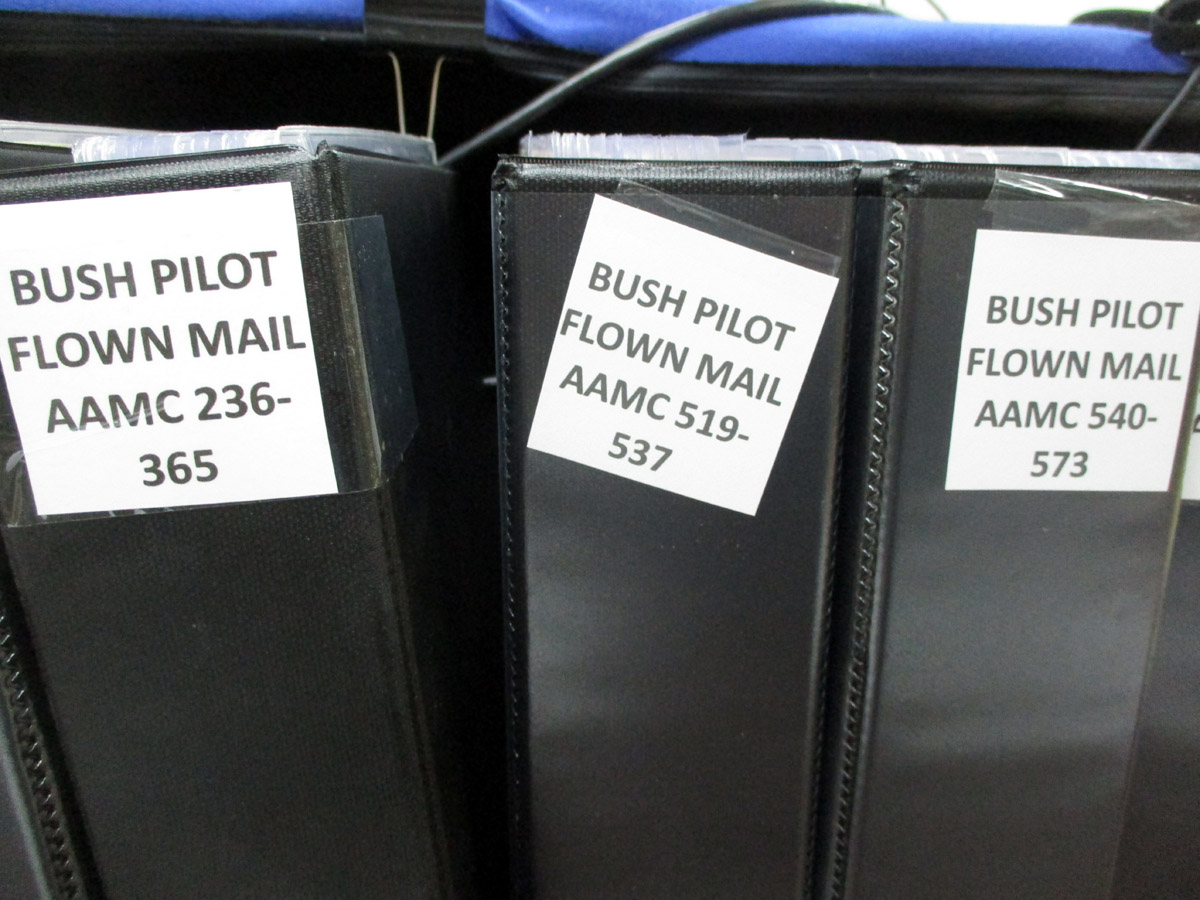 BUSH PILOT
FLOWN MAIL
AAMC 236-
365
BUSH PILOT
FLOWN MAIL
AAMC 519-
537
BUSH PILOT
FLOWN MAIL
AAMC 540-
573